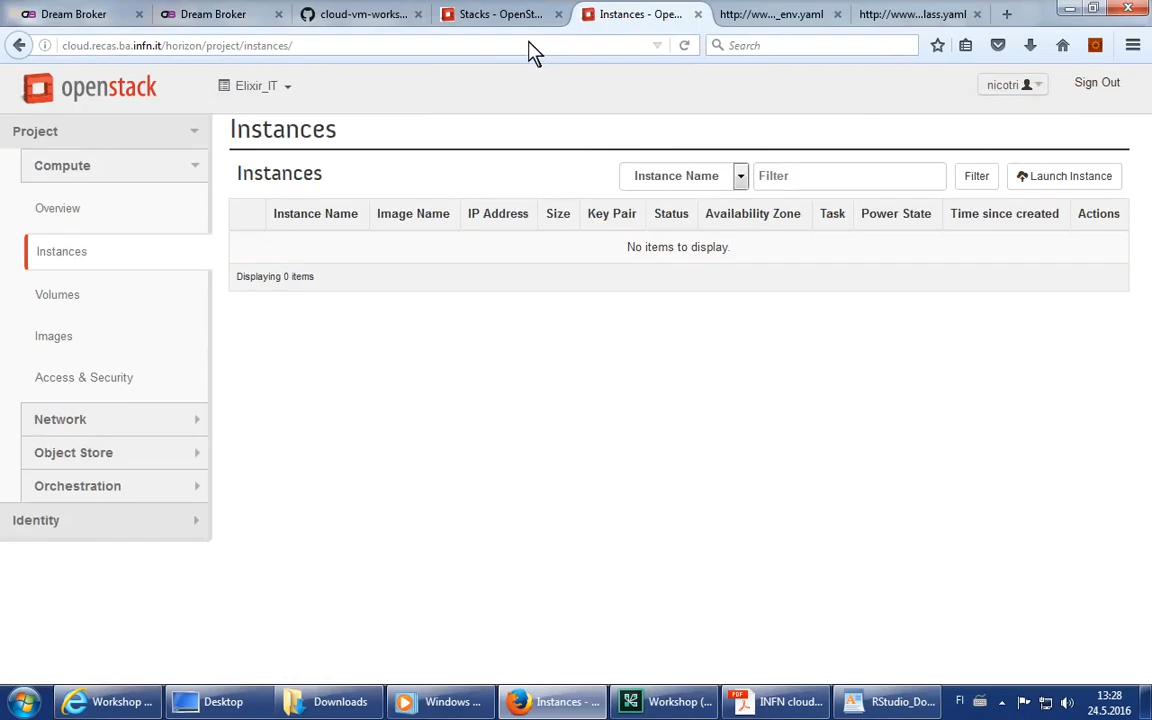 Dream Broker
Dream Broker
cloud-vm-works...
Stacks - OpenSt...
Instances - Ope...
http://ww..._env.yaml
http://www...lass.yaml
cloud.recas.ba.infn.it/horizon/project/instances/
Search
openstack
Elixir_IT
nicotri
Sign Out
Project
Compute
Overview
Instances
Volumes
Images
Access & Security
Network
Object Store
Orchestration
Identity
Instances
Instances
Instance Name
Filter
Filter
Launch Instance
Instance Name Image Name IP Address Size Key Pair Status Availability Zone Task Power State Time since created Actions
No items to display.
Displaying 0 items
Workshop ...
Desktop
Downloads
Windows ...
Instances - ...
Workshop (...
INFN cloud...
RStudio_Do...
FI
13:28
24.5.2016